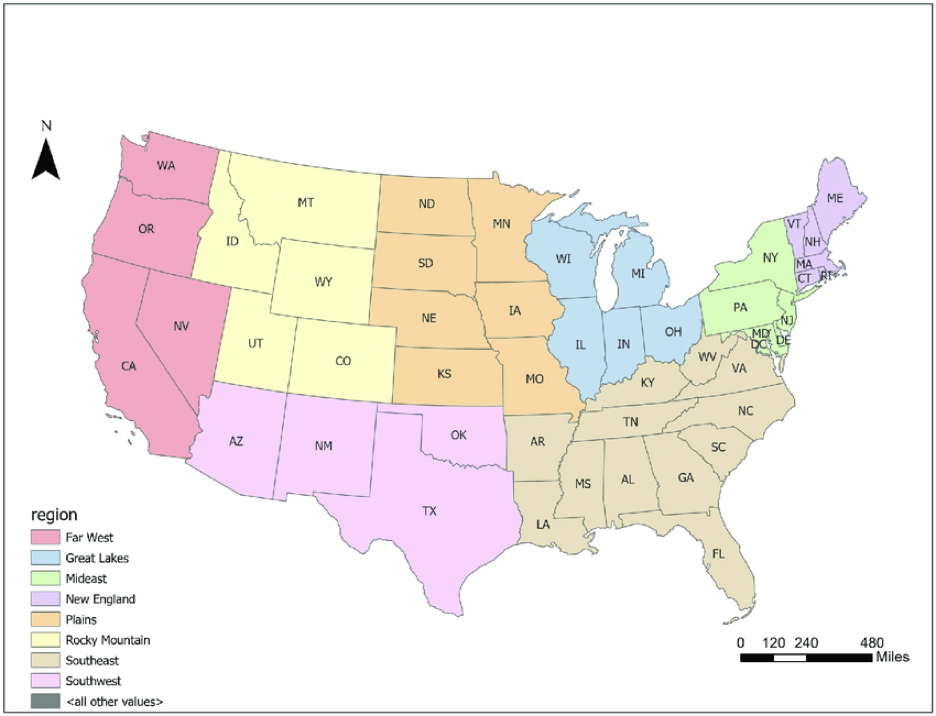 N
WA
MT
ND
MN
ME
VT
OR
ID
SD
WI
MI
NY
NH
MA
CT
RI
WY
NE
IA
PA
NJ
NV
UT
CO
KS
MO
IL
IN
OH
MD
DC
DE
CA
WV
VA
KY
AZ
NM
OK
AR
TN
NC
SC
TX
LA
MS
AL
GA
FL
region
Far West
Great Lakes
Mideast
New England
Plains
Rocky Mountain
Southeast
Southwest
<all other values>
0 120 240 480
Miles